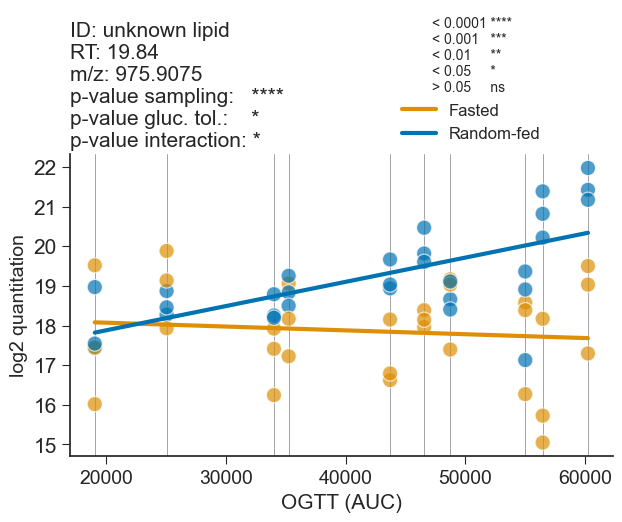 ID: unknown lipid
RT: 19.84
m/z: 975.9075
p-value sampling: ****
p-value gluc. tol.: *
p-value interaction: *
< 0.0001 ****
< 0.001 ***
< 0.01 **
< 0.05 *
> 0.05 ns
Fasted
Random-fed
log2 quantitation
22
21
20
19
18
17
16
15
20000 30000 40000 50000 60000
OGTT (AUC)